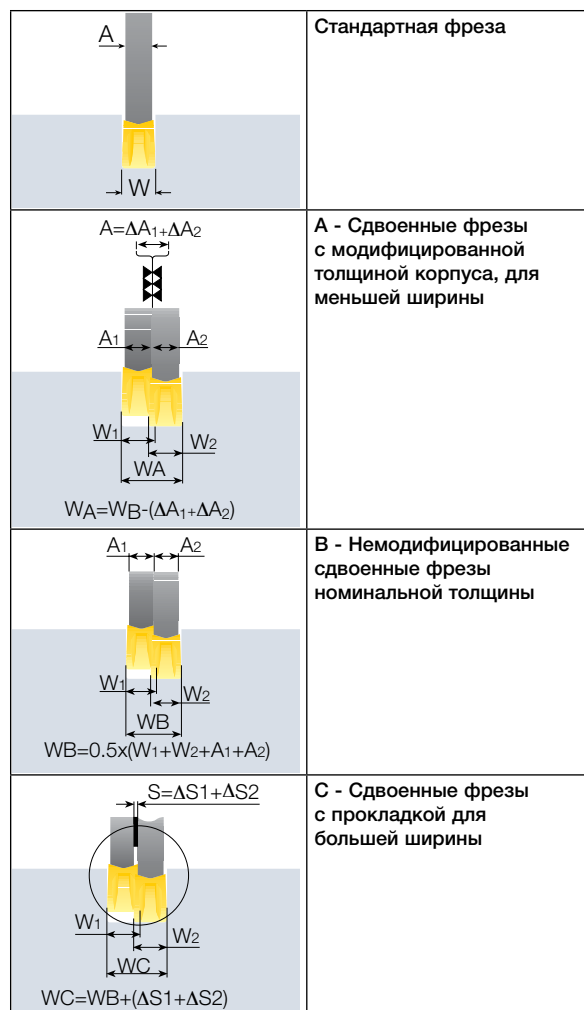 A
W
Стандартная фреза
A=ΔA1+ΔA2
A1
A2
W1
W2
WA
WA=WB-(ΔA1+ΔA2)
A - Сдвоенные фрезы
с модифицированной
толщиной корпуса, для
меньшей ширины
A1
A2
W1
W2
WB
WB=0.5x(W1+W2+A1+A2)
B - Немодифицированные
сдвоенные фрезы
номинальной толщины
S=ΔS1+ΔS2
W1
W2
WC
WC=WB+(ΔS1+ΔS2)
C - Сдвоенные фрезы
с прокладкой для
большей ширины